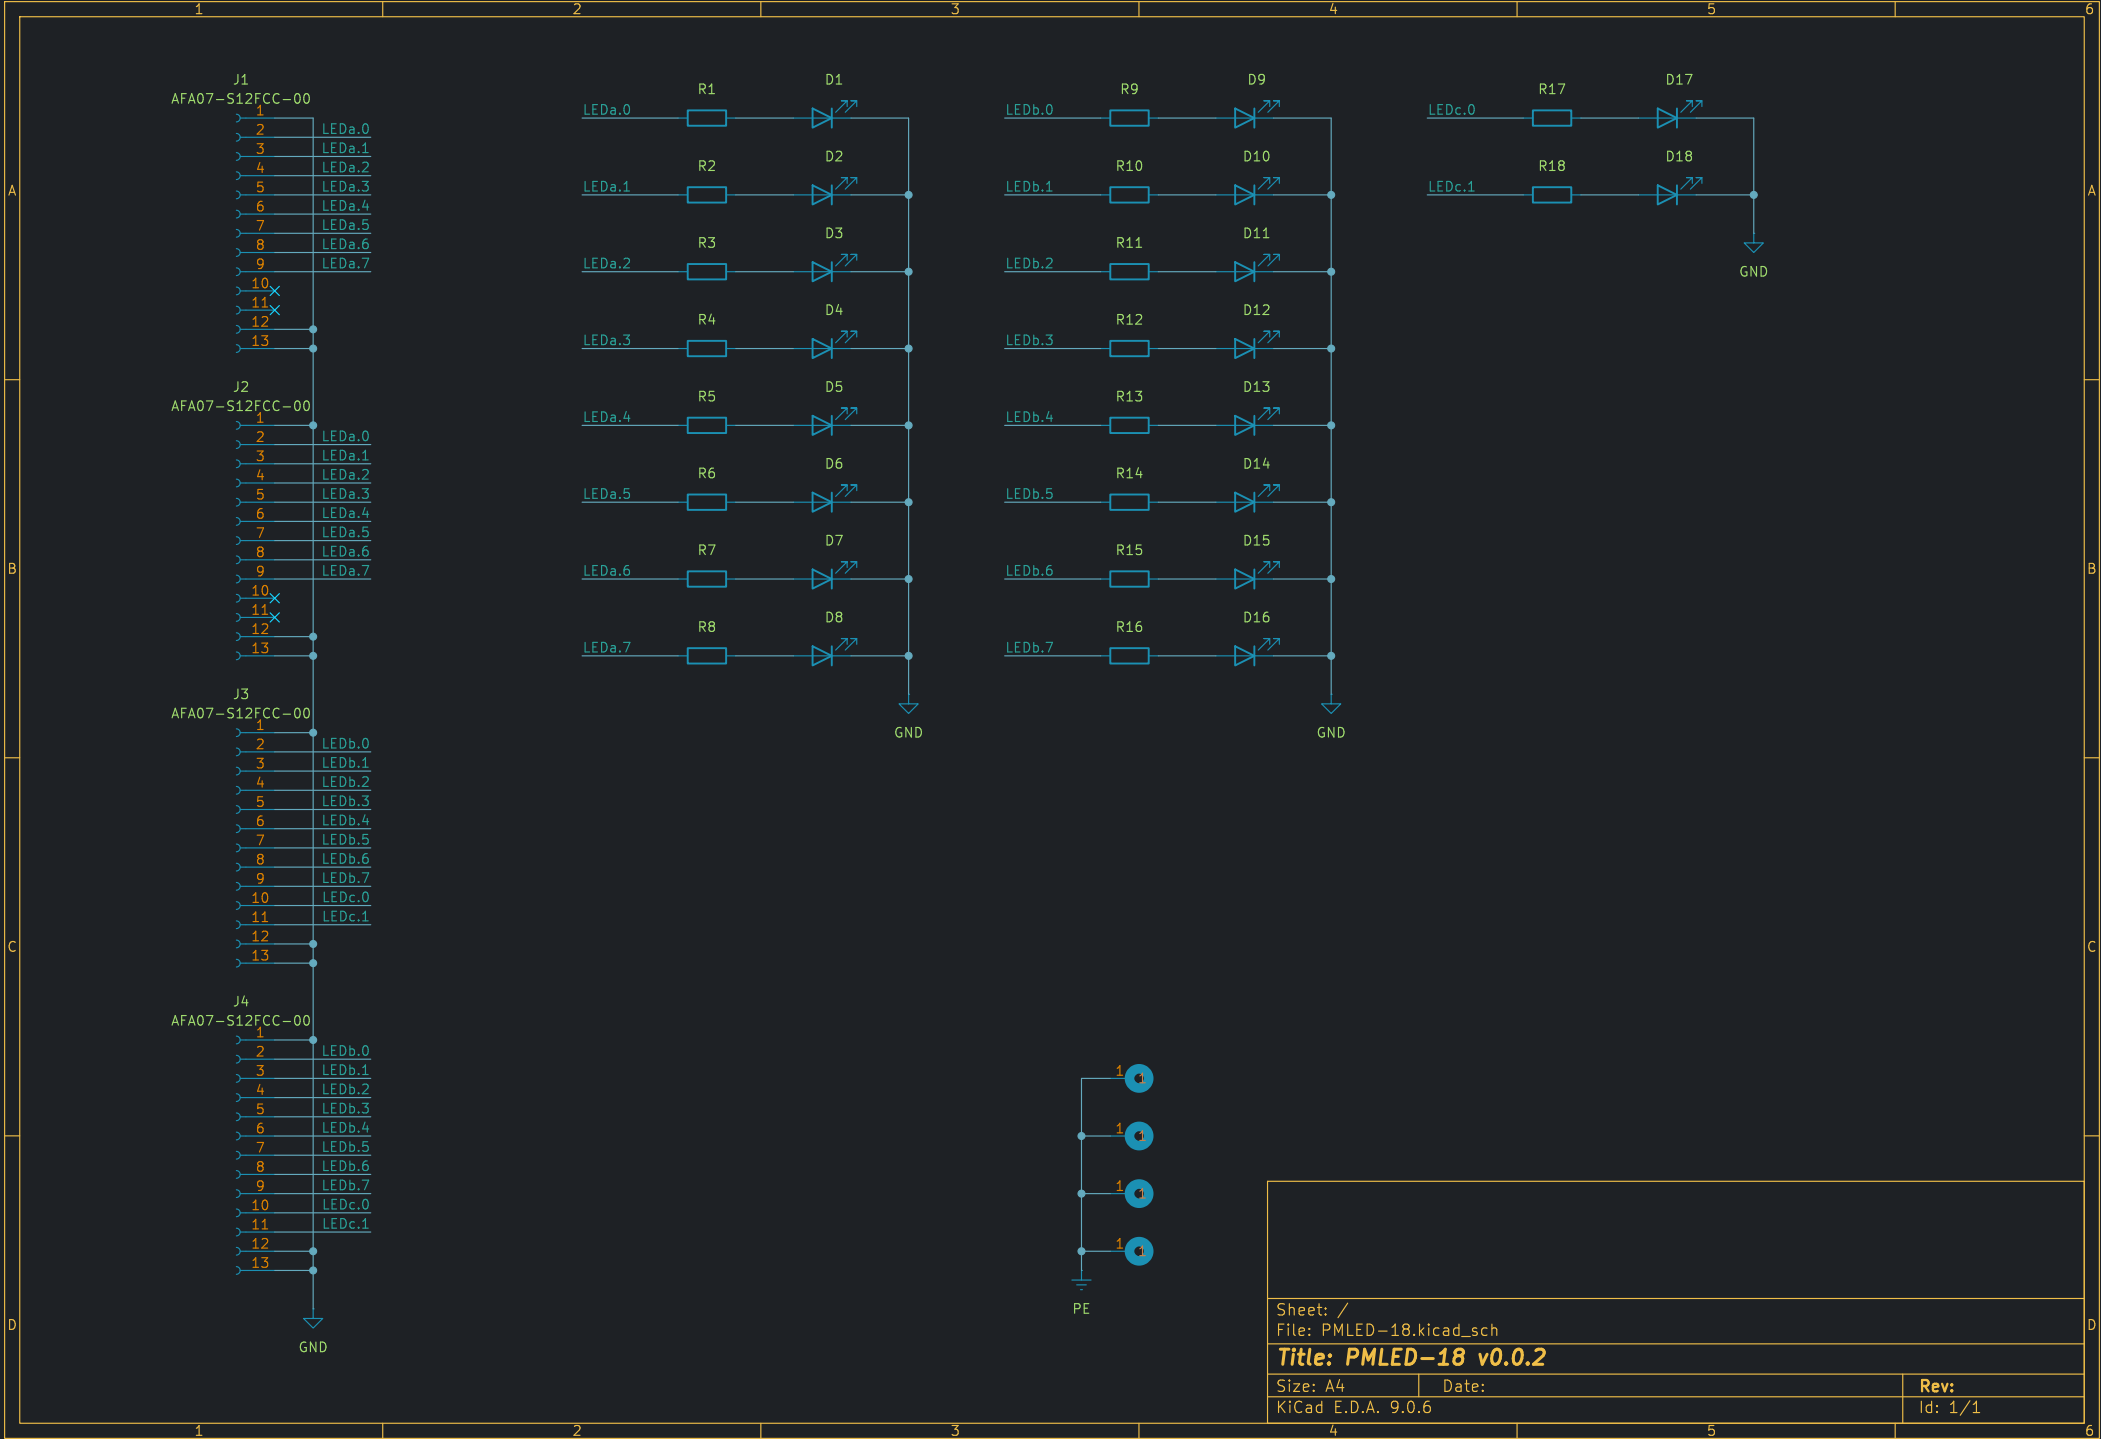 1 2 3 4 5 6
A
B
C
D
A
B
C
D
J1
AFA07-S12FCC-00
1
2 LEDa.0
3 LEDa.1
4 LEDa.2
5 LEDa.3
6 LEDa.4
7 LEDa.5
8 LEDa.6
9 LEDa.7
10
11
12
13
J2
AFA07-S12FCC-00
1
2 LEDa.0
3 LEDa.1
4 LEDa.2
5 LEDa.3
6 LEDa.4
7 LEDa.5
8 LEDa.6
9 LEDa.7
10
11
12
13
J3
AFA07-S12FCC-00
1
2 LEDb.0
3 LEDb.1
4 LEDb.2
5 LEDb.3
6 LEDb.4
7 LEDb.5
8 LEDb.6
9 LEDb.7
10 LEDc.0
11 LEDc.1
12
13
J4
AFA07-S12FCC-00
1
2 LEDb.0
3 LEDb.1
4 LEDb.2
5 LEDb.3
6 LEDb.4
7 LEDb.5
8 LEDb.6
9 LEDb.7
10 LEDc.0
11 LEDc.1
12
13
GND
LEDa.0 R1 D1
LEDa.1 R2 D2
LEDa.2 R3 D3
LEDa.3 R4 D4
LEDa.4 R5 D5
LEDa.5 R6 D6
LEDa.6 R7 D7
LEDa.7 R8 D8
GND
LEDb.0 R9 D9
LEDb.1 R10 D10
LEDb.2 R11 D11
LEDb.3 R12 D12
LEDb.4 R13 D13
LEDb.5 R14 D14
LEDb.6 R15 D15
LEDb.7 R16 D16
GND
LEDc.0 R17 D17
LEDc.1 R18 D18
GND
1 1
1 1
1 1
1 1
PE
Sheet: /
File: PMLED-18.kicad_sch
Title: PMLED-18 v0.0.2
Size: A4 Date: Rev:
KiCad E.D.A. 9.0.6 Id: 1/1
1 2 3 4 5 6